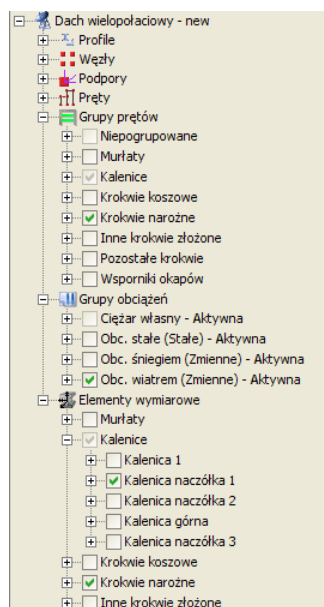 Dach wielopołaciowy - new
Profile
Węzły
Podpory
Pręty
Grupy prętów
Niepogrupowane
Murłaty
Kalenice
Krokwie koszowe
Krokwie narożne
Inne krokwie złożone
Pozostałe krokwie
Wsporniki okapów
Grupy obciążeń
Ciężar własny - Aktywna
Obc. stałe (Stałe) - Aktywna
Obc. śniegiem (Zmienne) - Aktywna
Obc. wiatrem (Zmienne) - Aktywna
Elementy wymiarowe
Murłaty
Kalenice
Kalenica 1
Kalenica naczółka 1
Kalenica naczółka 2
Kalenica górna
Kalenica naczółka 3
Krokwie koszowe
Krokwie narożne
Inne krokwie złożone